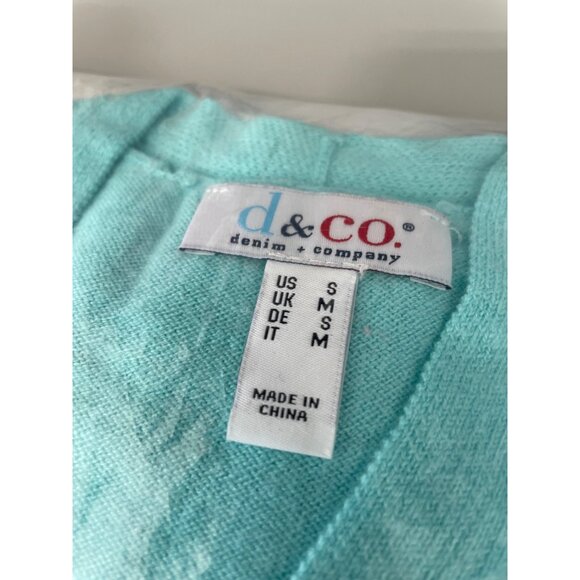 d&co.®
denim + company
US S
UK M
DE S
IT M
MADE IN
CHINA